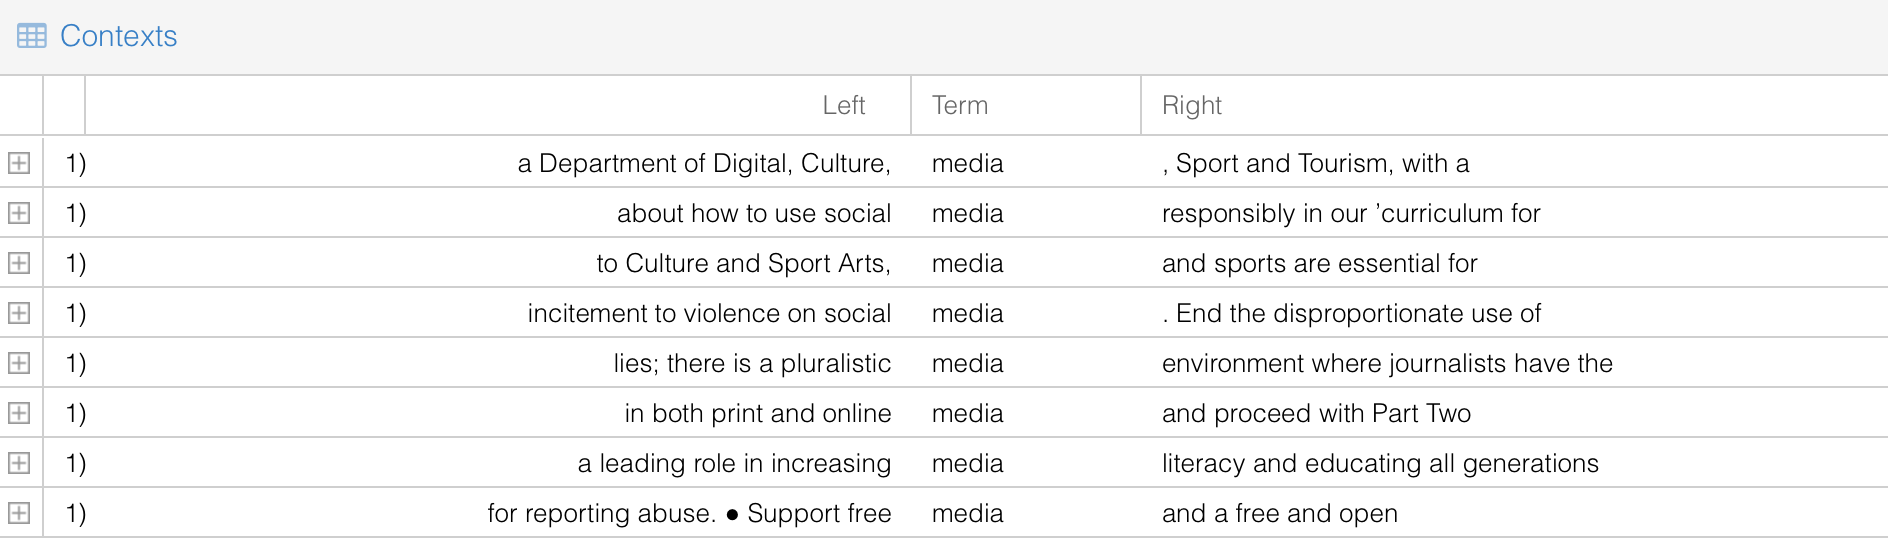 Contexts
Left Term Right
1) a Department of Digital, Culture, media , Sport and Tourism, with a
1) about how to use social media responsibly in our ’curriculum for
1) to Culture and Sport Arts, media and sports are essential for
1) incitement to violence on social media . End the disproportionate use of
1) lies; there is a pluralistic media environment where journalists have the
1) in both print and online media and proceed with Part Two
1) a leading role in increasing media literacy and educating all generations
1) for reporting abuse. ● Support free media and a free and open